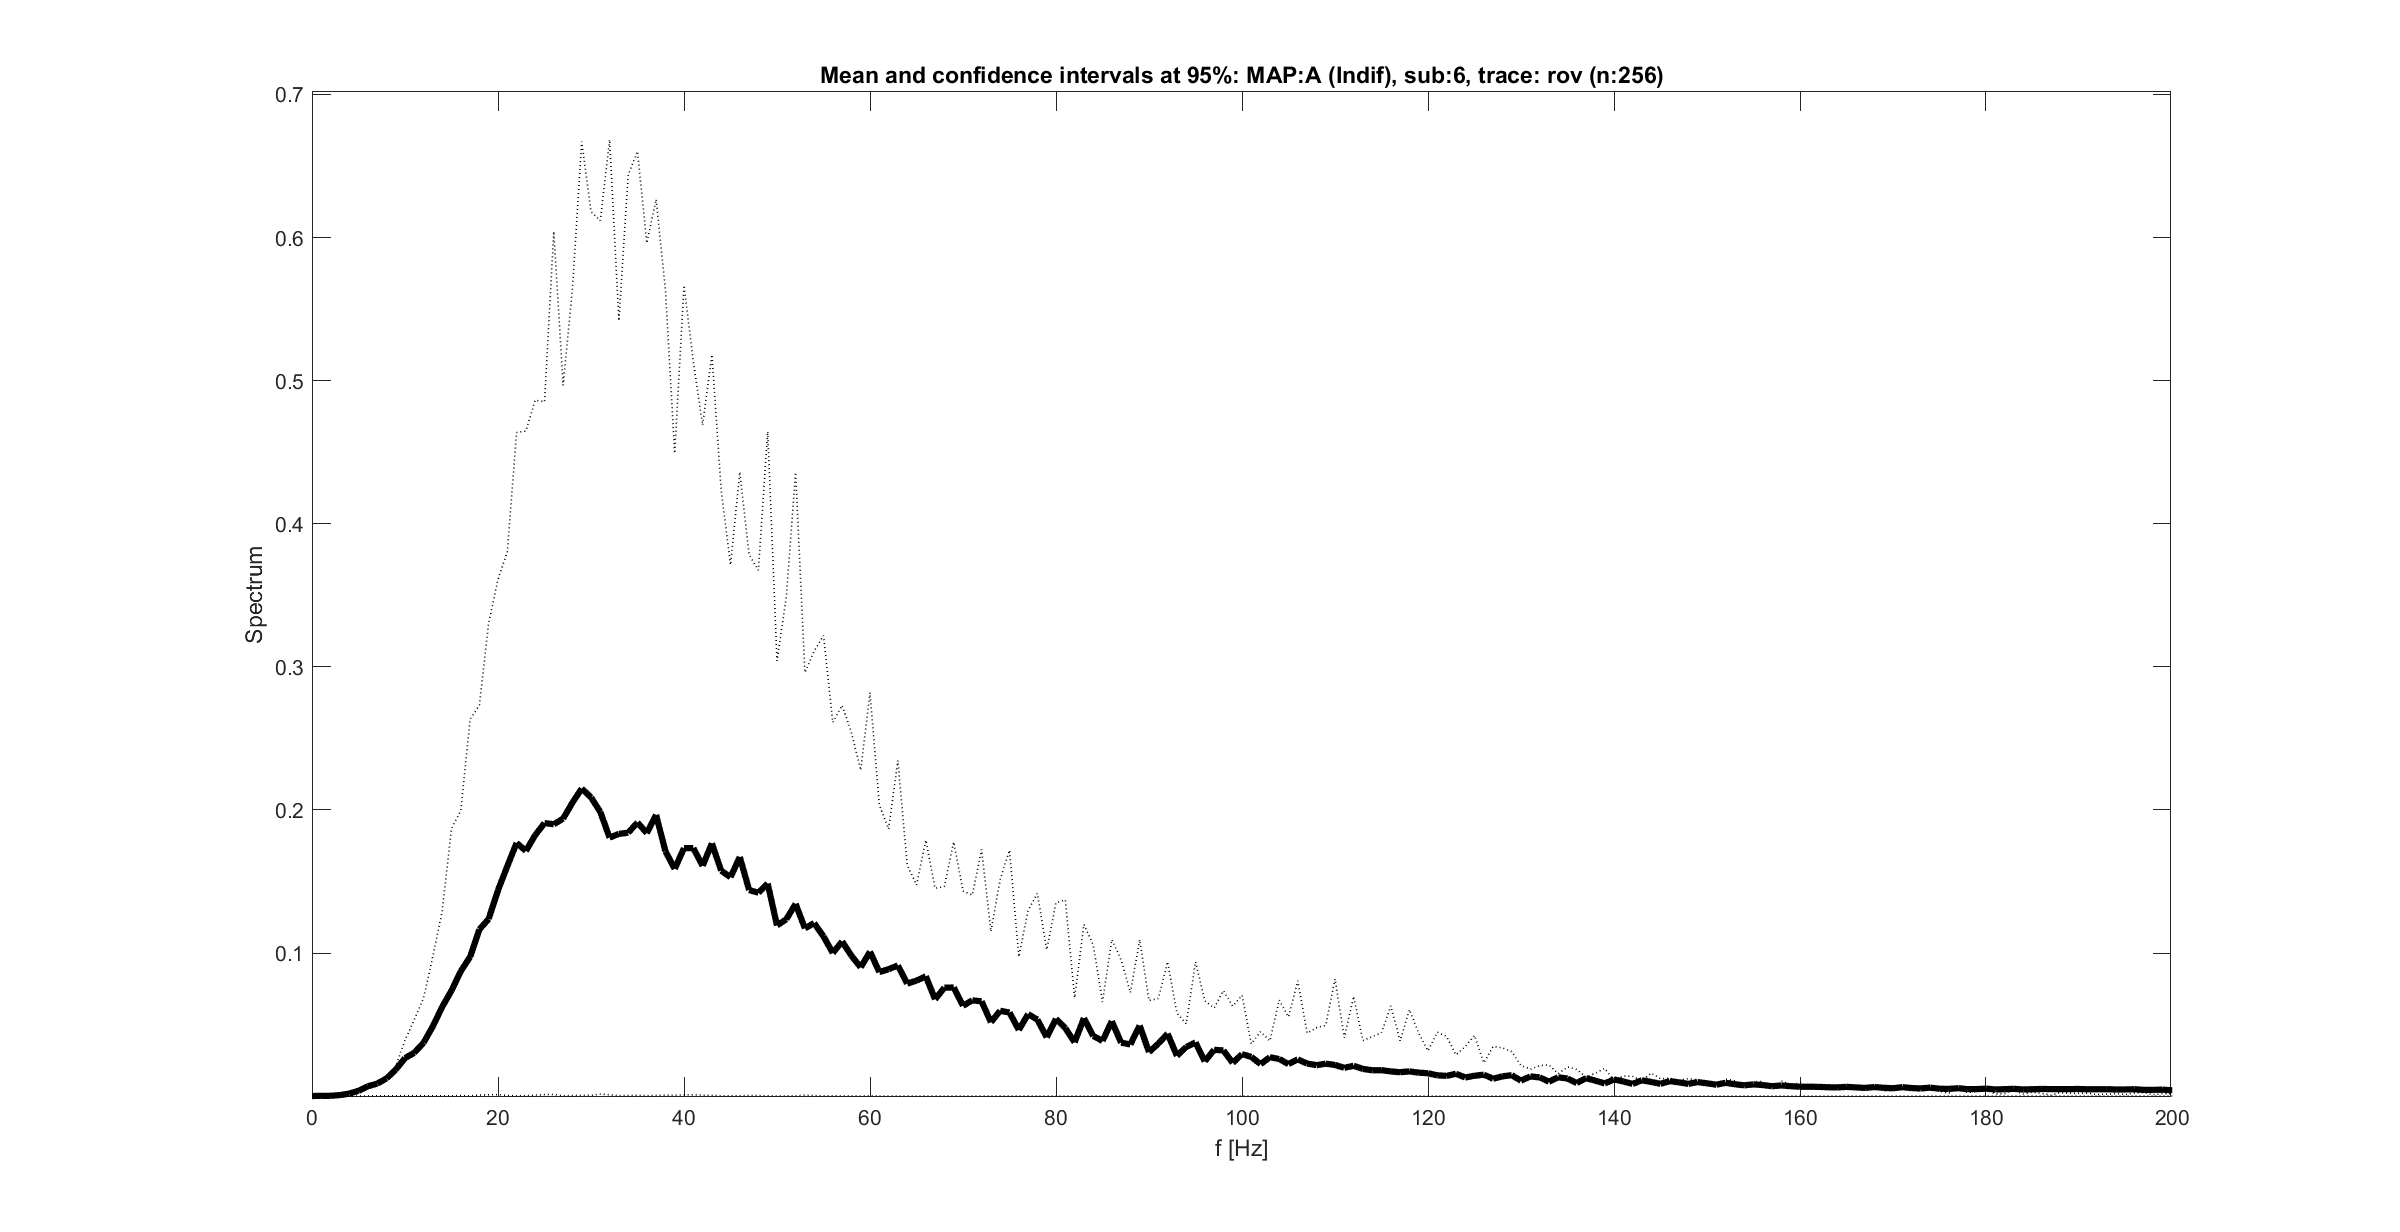 Mean and confidence intervals at 95%: MAP:A (Indif), sub:6, trace: rov (n:256)
0.7
0.6
0.5
0.4
0.3
0.2
0.1
Spectrum
0 20 40 60 80 100 120 140 160 180 200
f [Hz]